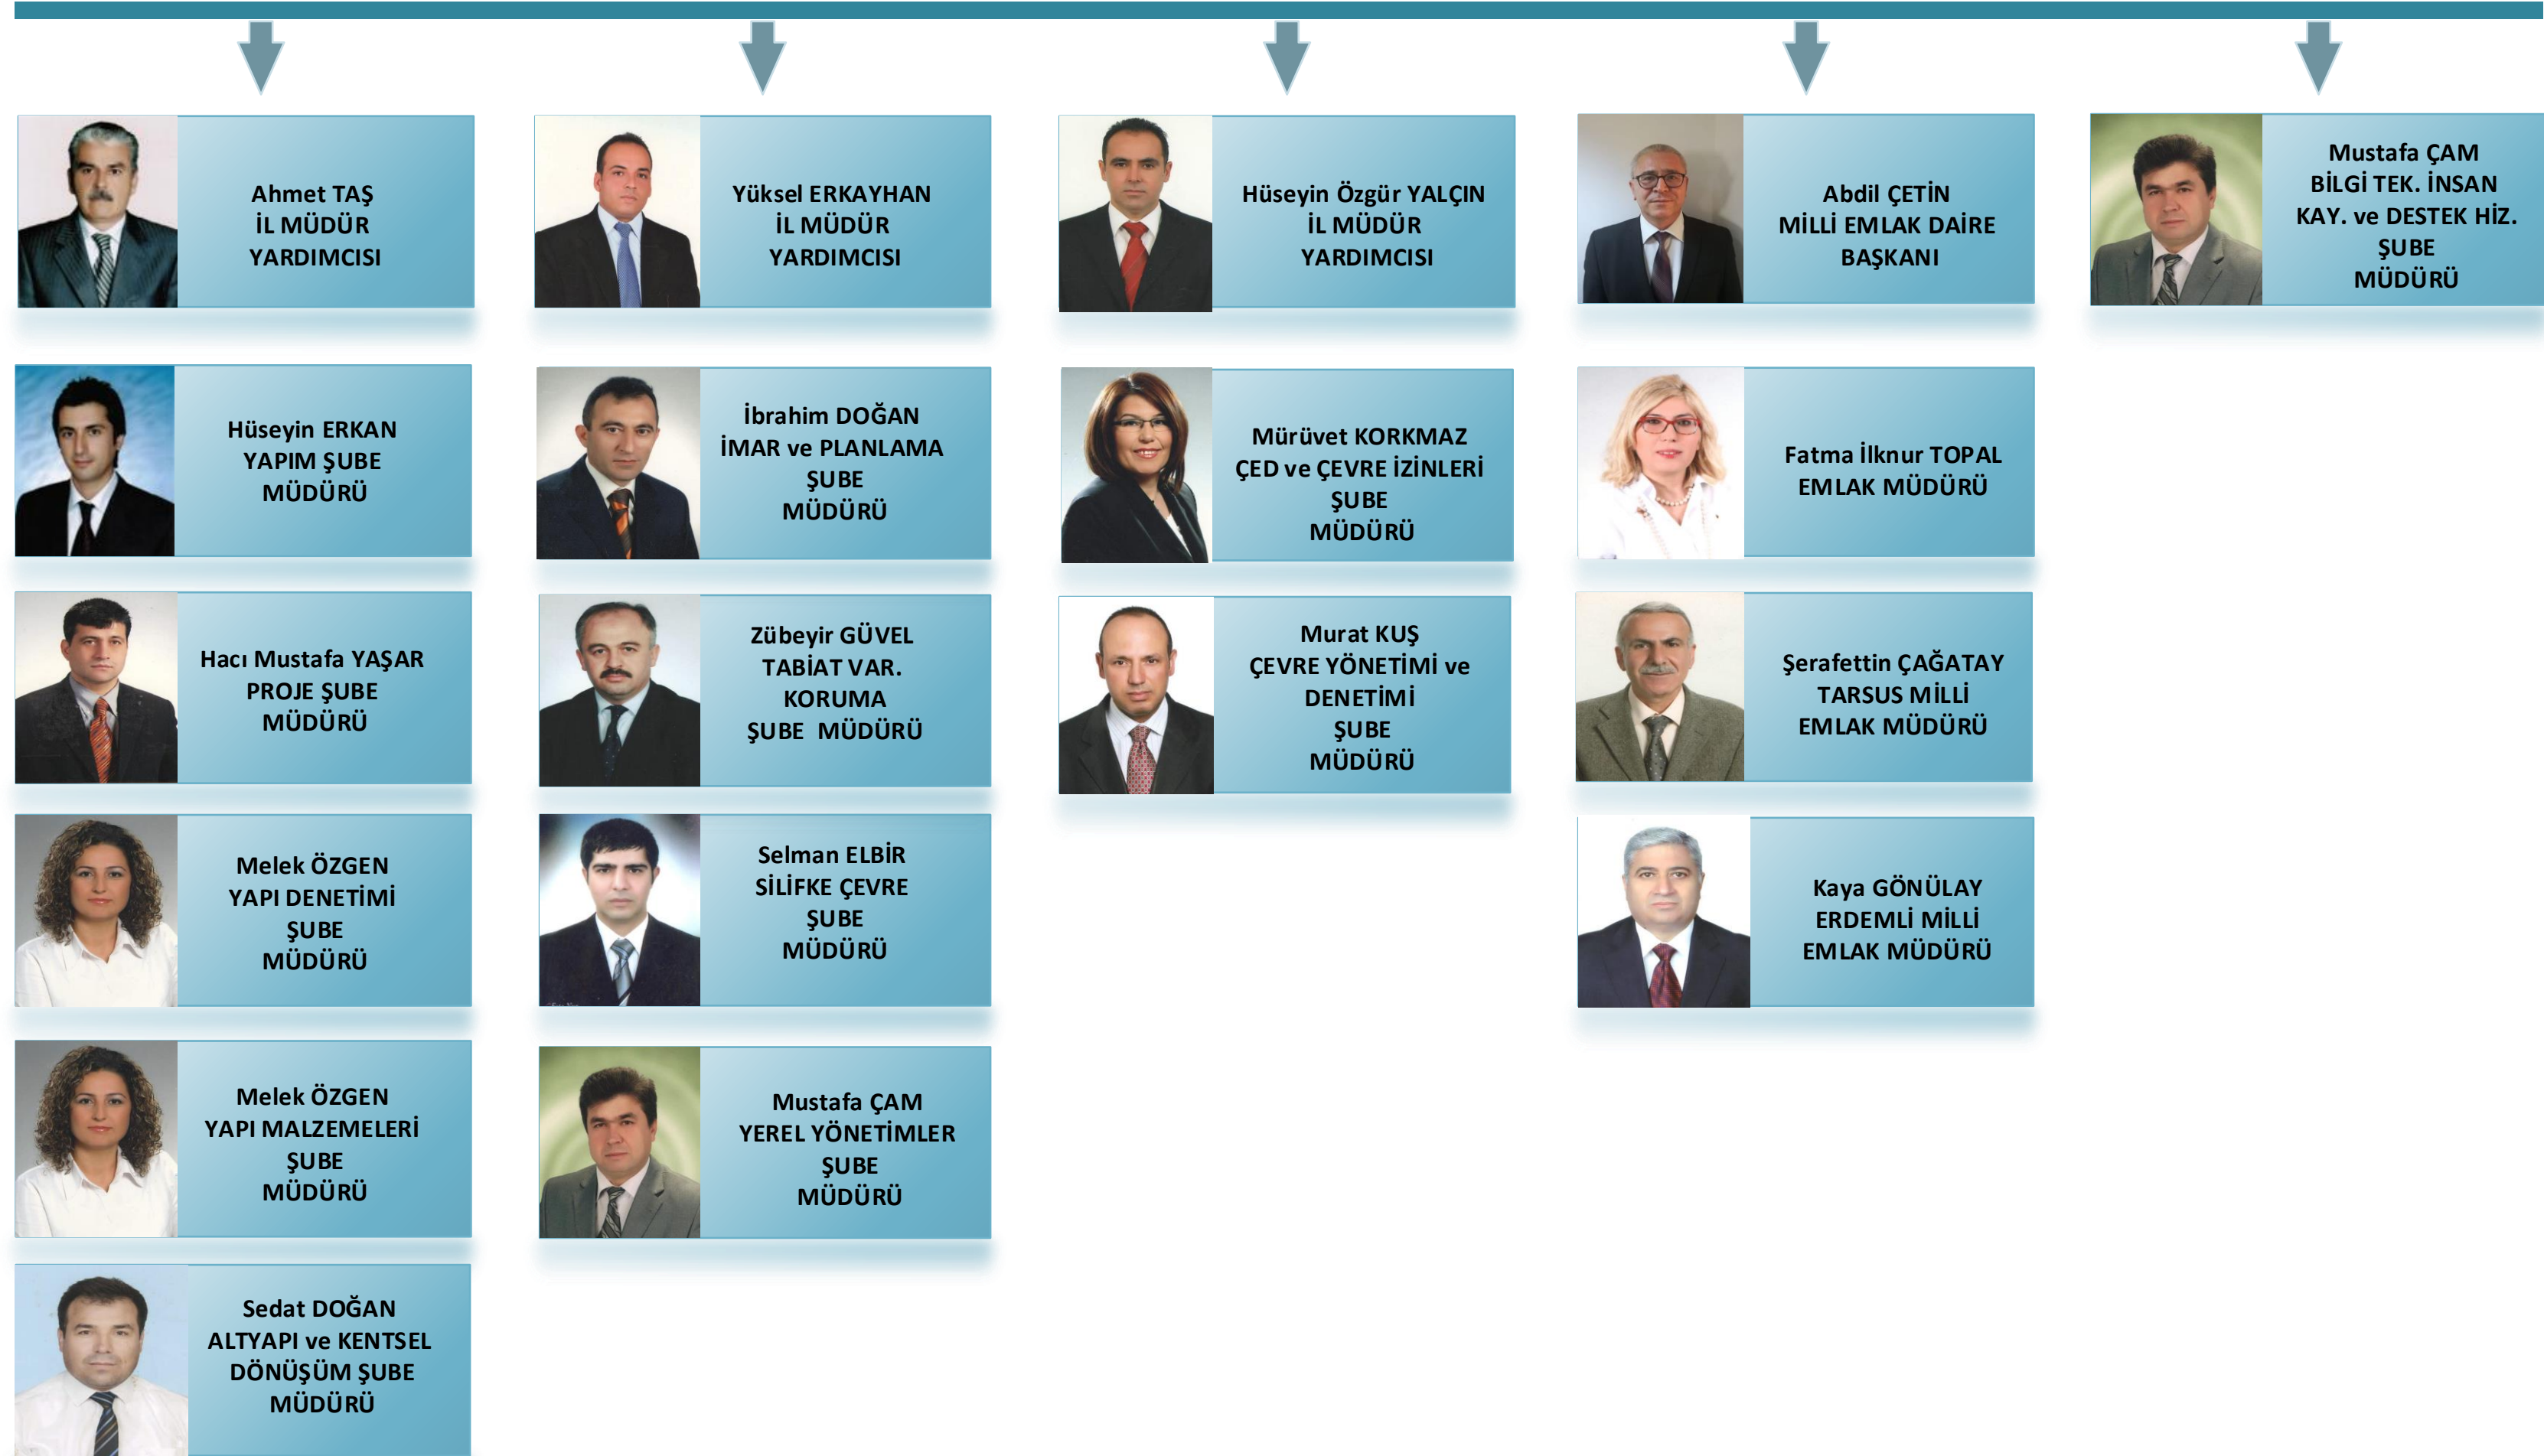 Ahmet TAŞ
İL MÜDÜR
YARDIMCISI
Hüseyin ERKAN
YAPIM ŞUBE
MÜDÜRÜ
Hacı Mustafa YAŞAR
PROJE ŞUBE
MÜDÜRÜ
Melek ÖZGEN
YAPI DENETİMİ
ŞUBE
MÜDÜRÜ
Melek ÖZGEN
YAPI MALZEMELERİ
ŞUBE
MÜDÜRÜ
Sedat DOĞAN
ALTYAPI ve KENTSEL
DÖNÜŞÜM ŞUBE
MÜDÜRÜ
Yüksel ERKAYHAN
İL MÜDÜR
YARDIMCISI
İbrahim DOĞAN
İMAR ve PLANLAMA
ŞUBE
MÜDÜRÜ
Zübeyir GÜVEL
TABİAT VAR.
KORUMA
ŞUBE  MÜDÜRÜ
Selman ELBİR
SİLİFKE ÇEVRE
ŞUBE
MÜDÜRÜ
Mustafa ÇAM
YEREL YÖNETİMLER
ŞUBE
MÜDÜRÜ
Hüseyin Özgür YALÇIN
İL MÜDÜR
YARDIMCISI
Mürüvet KORKMAZ
ÇED ve ÇEVRE İZİNLERİ
ŞUBE
MÜDÜRÜ
Murat KUŞ
ÇEVRE YÖNETİMİ ve
DENETİMİ
ŞUBE
MÜDÜRÜ
Abdil ÇETİN
MİLLİ EMLAK DAİRE
BAŞKANI
Fatma İlknur TOPAL
EMLAK MÜDÜRÜ
Şerafettin ÇAĞATAY
TARSUS MİLLİ
EMLAK MÜDÜRÜ
Kaya GÖNÜLAY
ERDEMLİ MİLLİ
EMLAK MÜDÜRÜ
Mustafa ÇAM
BİLGİ TEK. İNSAN
KAY. ve DESTEK HİZ.
ŞUBE
MÜDÜRÜ